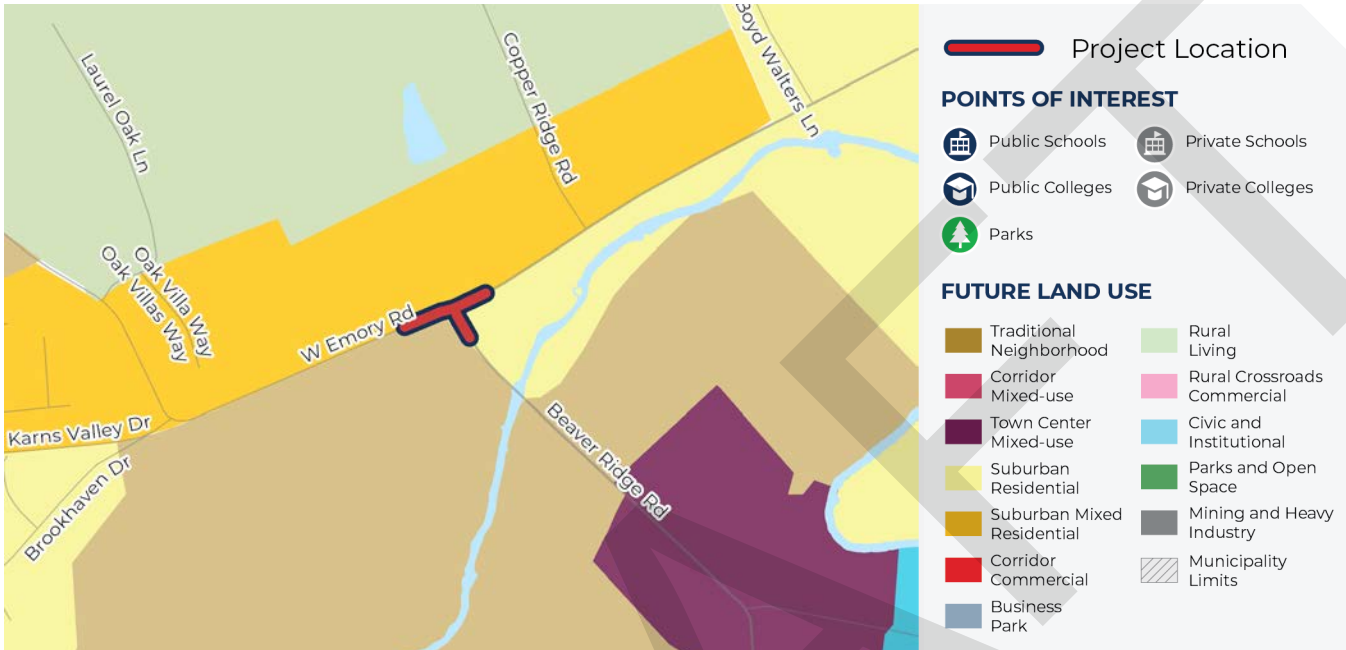 Boyd Walters Ln
Copper Ridge Rd
Laurel Oak Ln
Oak Villa Way
Oak Villas Way
W Emory Rd
Karns Valley Dr
Brookhaven Dr
Beaver Ridge Rd
Project Location
POINTS OF INTEREST
Public Schools
Private Schools
Public Colleges
Private Colleges
Parks
FUTURE LAND USE
Traditional
Neighborhood
Corridor
Mixed-use
Town Center
Mixed-use
Suburban
Residential
Suburban Mixed
Residential
Corridor
Commercial
Business
Park
Rural
Living
Rural Crossroads
Commercial
Civic and
Institutional
Parks and Open
Space
Mining and Heavy
Industry
Municipality
Limits